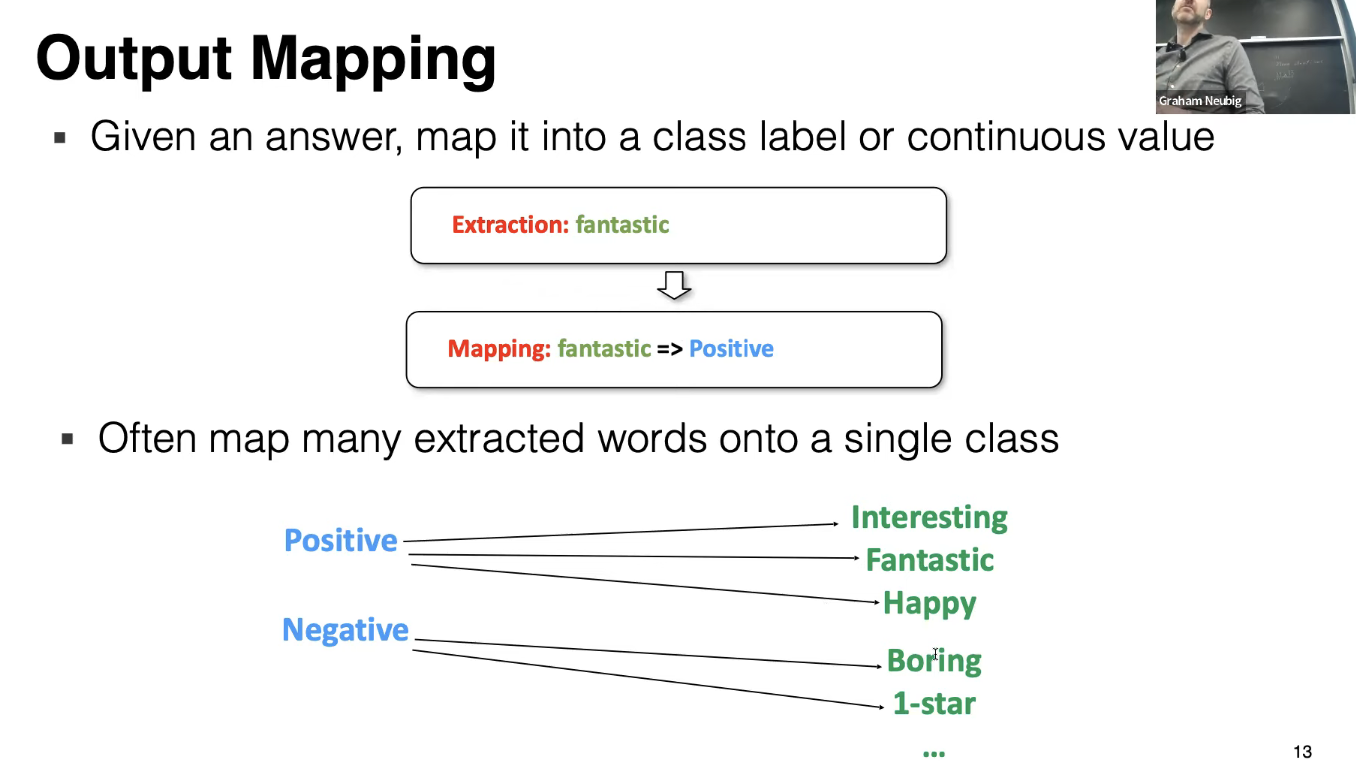 Output Mapping
Graham Neubig
▪ Given an answer, map it into a class label or continuous value
Extraction: fantastic
Mapping: fantastic => Positive
▪ Often map many extracted words onto a single class
Positive
Negative
Interesting
Fantastic
Happy
Boring
1-star
...
13